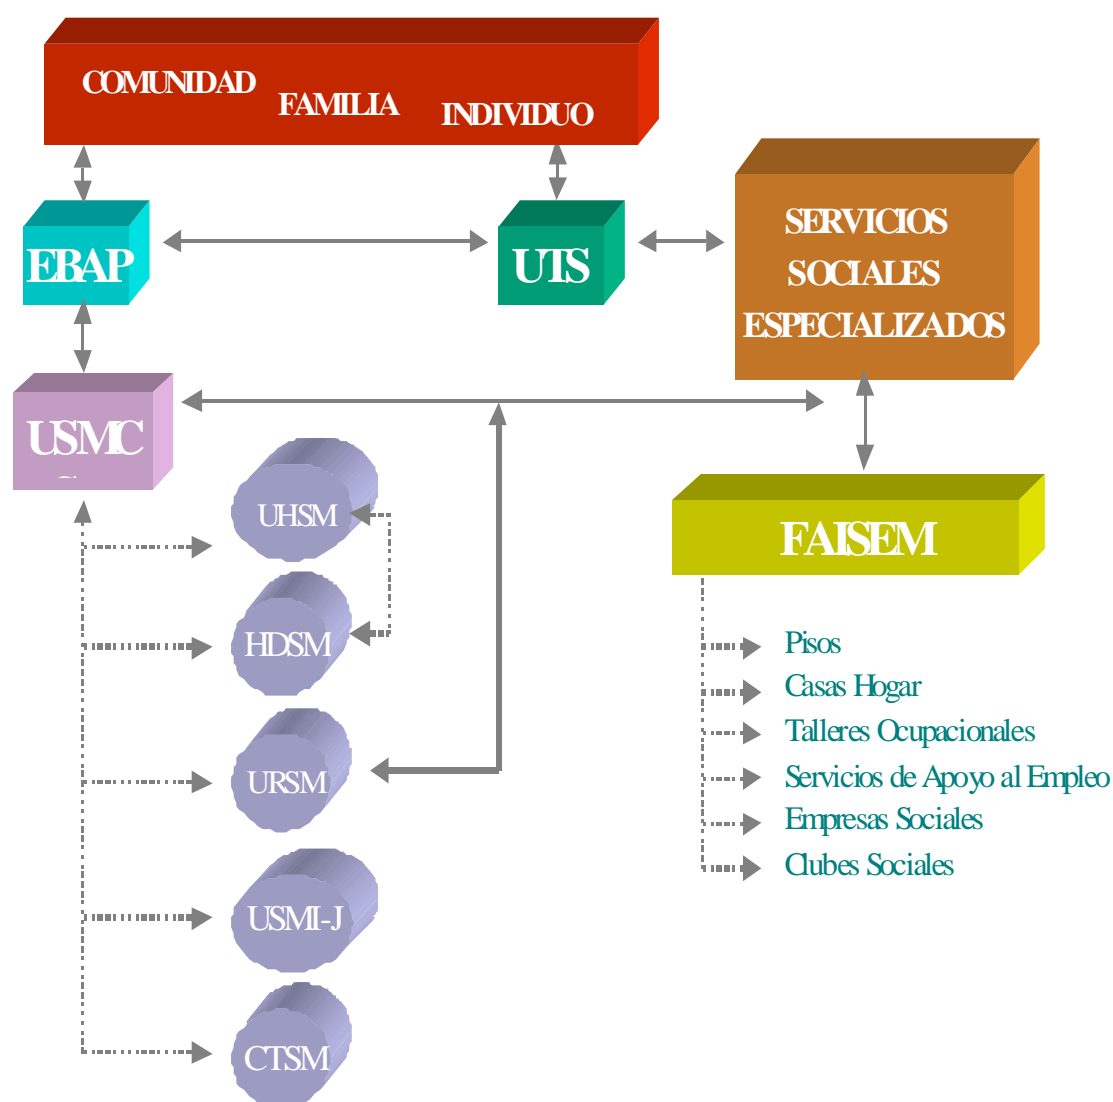 COMUNIDAD
FAMILIA
INDIVIDUO
EBAP
UTS
SERVICIOS
SOCIALES
ESPECIALIZADOS
USMC
UHSM
FAISEM
HDSM
Pisos
Casas Hogar
Talleres Ocupacionales
URSM
Servicios de Apoyo al Empleo
Empresas Sociales
Clubes Sociales
USMI-J
CTSM